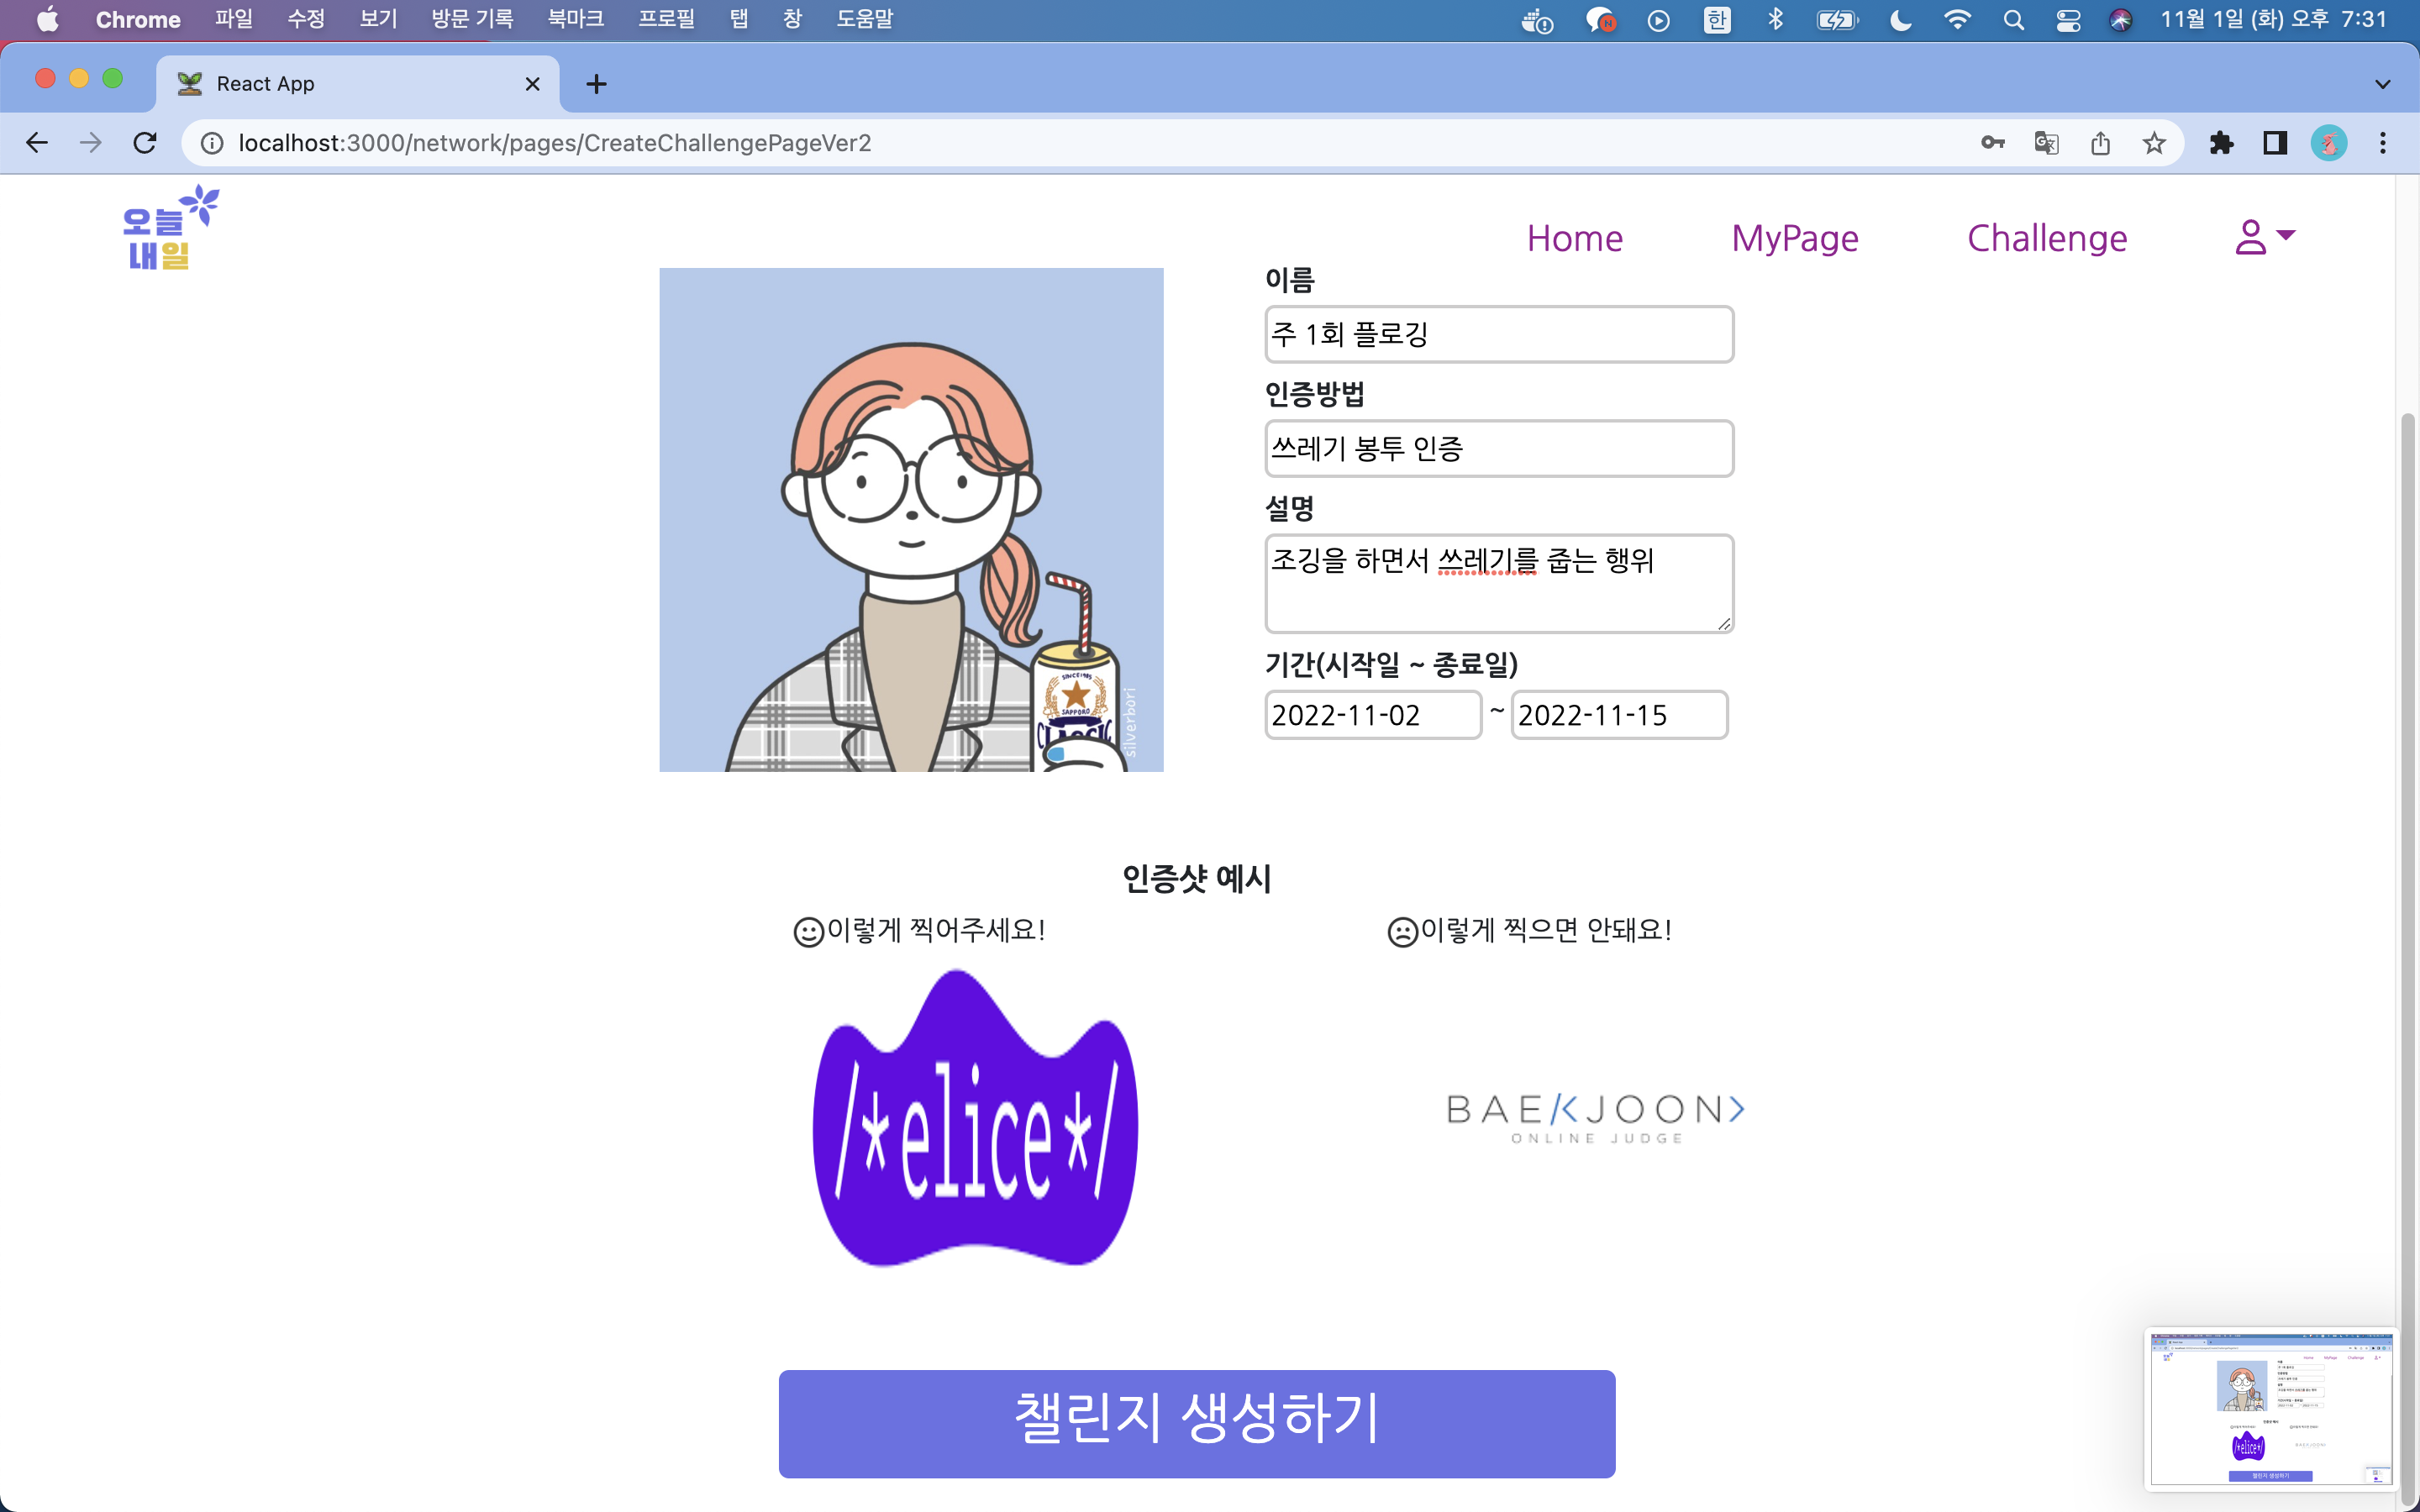 Chrome 파일 수정 보기 방문 기록 북마크 프로필 탭 창 도움말 한 11월 1일 (화) 오후 7:31
React App
localhost:3000/network/pages/CreateChallengePageVer2
오늘
내일
Home MyPage Challenge
이름
주 1회 플로깅
인증방법
쓰레기 봉투 인증
설명
조깅을 하면서 쓰레기를 줍는 행위
기간(시작일 ~ 종료일)
2022-11-02 ~ 2022-11-15
SINCE 1985
SAPPORO
CLASSIC
silverbori
인증샷 예시
이렇게 찍어주세요!
이렇게 찍으면 안돼요!
/*elice*/
BAEKJOON>
ONLINE JUDGE
챌린지 생성하기